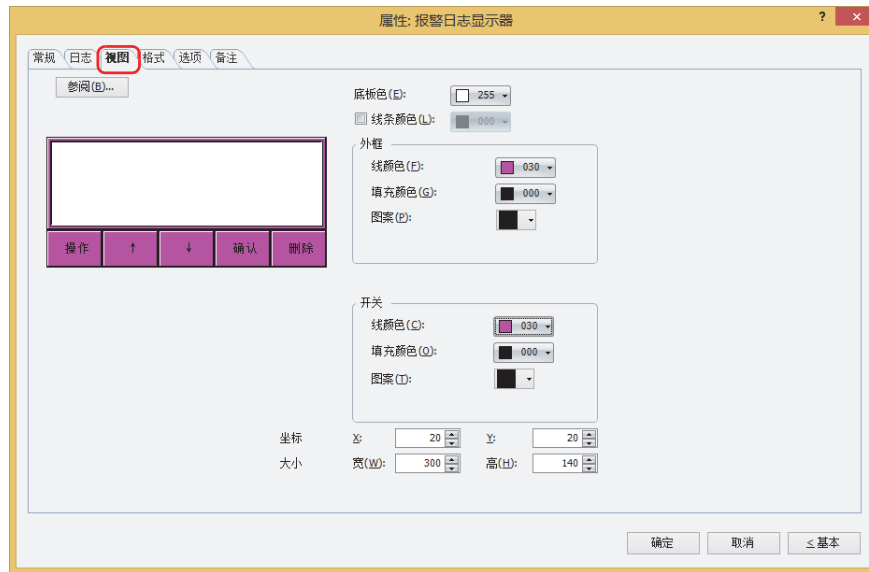 属性: 报警日志显示器
? ×
常规 日志 视图 格式 选项 备注
参阅(B)...
底板色(E): 255
线条颜色(L): 000
外框
线颜色(F): 030
填充颜色(G): 000
图案(P):
操作 ↑ ↓ 确认 删除
开关
线颜色(C): 030
填充颜色(O): 000
图案(T):
坐标 X: 20 Y: 20
大小 宽(W): 300 高(H): 140
确定 取消 <基本